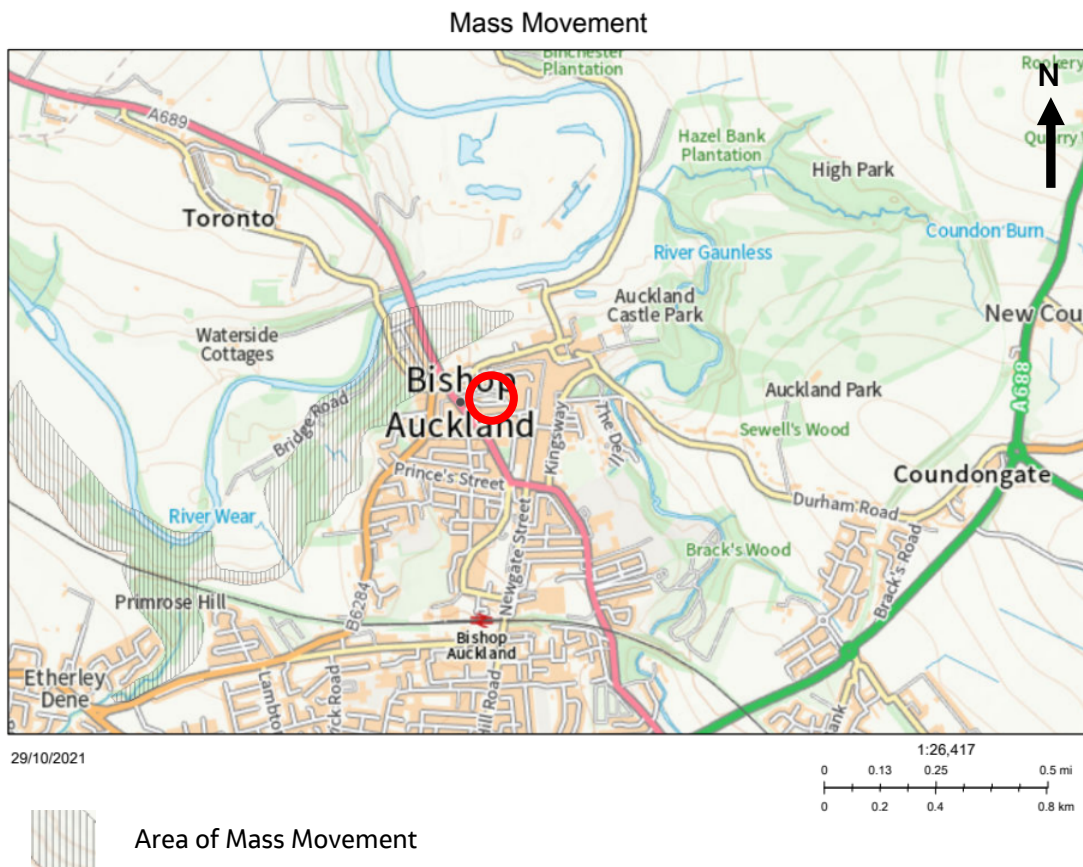 Mass Movement
Binchester
Plantation
Rookery
N
A689
Hazel Bank
Plantation
High Park
Quarry
Toronto
Coundon Burn
River Gaunless
Auckland
Castle Park
New Cou
Waterside
Cottages
Bishop
Auckland
Auckland Park
A688
Bridge Road
Kingsway
The Dell
Sewell's Wood
Prince's Street
Coundongate
Durham Road
River Wear
Newgate Street
Brack's Wood
Brack's Road
Primrose Hill
B6284
Bishop
Auckland
Etherley
Dene
Lambto
rick Road
Hill Road
ank
29/10/2021
1:26,417
0 0.13 0.25 0.5 mi
0 0.2 0.4 0.8 km
Area of Mass Movement